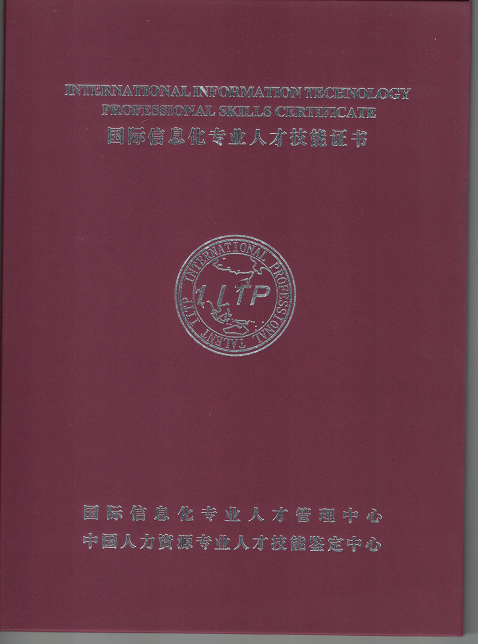 INTERNATIONAL INFORMATION TECHNOLOGY
PROFESSIONAL SKILLS CERTIFICATE
国际信息化专业人才技能证书
INTERNATIONAL PROFESSIONAL
IITP
TALENT IITP
国际信息化专业人才管理中心
中国人力资源专业人才技能鉴定中心